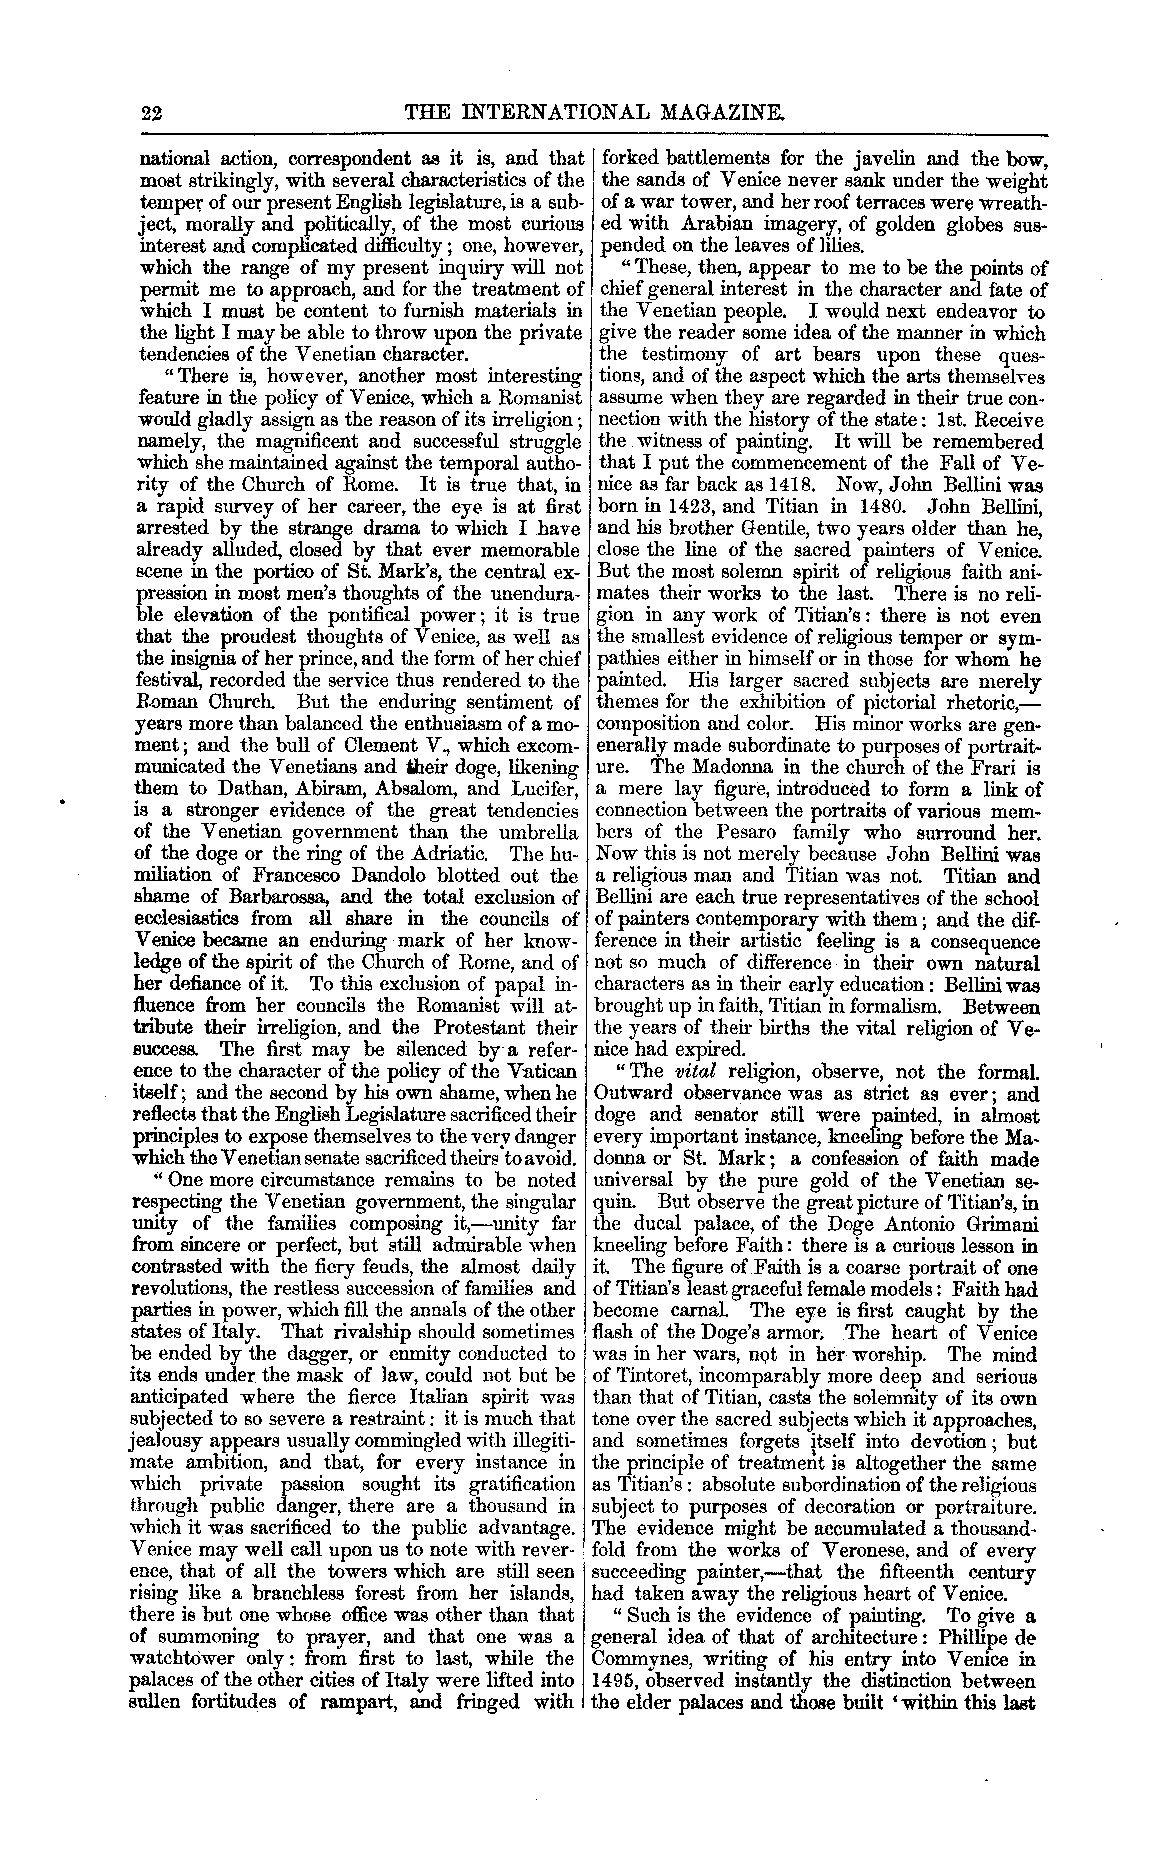 22 THE INTERNATIONAL MAGAZINE.
national action, correspondent as it is, and that
most strikingly, with several characteristics of the
temper of our present English legislature, is a sub-
ject, morally and politically, of the most curious
interest and complicated difficulty; one, however,
which the range of my present inquiry will not
permit me to approach, and for the treatment of
which I must be content to furnish materials in
the light I may be able to throw upon the private
tendencies of the Venetian character.
"There is, however, another most interesting
feature in the policy of Venice, which a Romanist
would gladly assign as the reason of its irreligion;
namely, the magnificent and successful struggle
which she maintained against the temporal autho-
rity of the Church of Rome. It is true that, in
a rapid survey of her career, the eye is at first
arrested by the strange drama to which I have
already alluded, closed by that ever memorable
scene in the portico of St. Mark's, the central ex-
pression in most men's thoughts of the unendura-
ble elevation of the pontifical power; it is true
that the proudest thoughts of Venice, as well as
the insignia of her prince, and the form of her chief
festival, recorded the service thus rendered to the
Roman Church. But the enduring sentiment of
years more than balanced the enthusiasm of a mo-
ment; and the bull of Clement V., which excom-
municated the Venetians and their doge, likening
them to Dathan, Abiram, Absalom, and Lucifer,
is a stronger evidence of the great tendencies
of the Venetian government than the umbrella
of the doge or the ring of the Adriatic. The hu-
miliation of Francesco Dandolo blotted out the
shame of Barbarossa, and the total exclusion of
ecclesiastics from all share in the councils of
Venice became an enduring mark of her know-
ledge of the spirit of the Church of Rome, and of
her defiance of it. To this exclusion of papal in-
fluence from her councils the Romanist will at-
tribute their irreligion, and the Protestant their
success. The first may be silenced by a refer-
ence to the character of the policy of the Vatican
itself; and the second by his own shame, when he
reflects that the English Legislature sacrificed their
principles to expose themselves to the very danger
which the Venetian senate sacrificed theirs to avoid.
"One more circumstance remains to be noted
respecting the Venetian government, the singular
unity of the families composing it,—unity far
from sincere or perfect, but still admirable when
contrasted with the fiery feuds, the almost daily
revolutions, the restless succession of families and
parties in power, which fill the annals of the other
states of Italy. That rivalship should sometimes
be ended by the dagger, or enmity conducted to
its ends under the mask of law, could not but be
anticipated where the fierce Italian spirit was
subjected to so severe a restraint: it is much that
jealousy appears usually commingled with illegiti-
mate ambition, and that, for every instance in
which private passion sought its gratification
through public danger, there are a thousand in
which it was sacrificed to the public advantage.
Venice may well call upon us to note with rever-
ence, that of all the towers which are still seen
rising like a branchless forest from her islands,
there is but one whose office was other than that
of summoning to prayer, and that one was a
watchtower only: from first to last, while the
palaces of the other cities of Italy were lifted into
sullen fortitudes of rampart, and fringed with
forked battlements for the javelin and the bow,
the sands of Venice never sank under the weight
of a war tower, and her roof terraces were wreath-
ed with Arabian imagery, of golden globes sus-
pended on the leaves of lilies.
"These, then, appear to me to be the points of
chief general interest in the character and fate of
the Venetian people. I would next endeavor to
give the reader some idea of the manner in which
the testimony of art bears upon these ques-
tions, and of the aspect which the arts themselves
assume when they are regarded in their true con-
nection with the history of the state: 1st. Receive
the witness of painting. It will be remembered
that I put the commencement of the Fall of Ve-
nice as far back as 1418. Now, John Bellini was
born in 1423, and Titian in 1480. John Bellini,
and his brother Gentile, two years older than he,
close the line of the sacred painters of Venice.
But the most solemn spirit of religious faith ani-
mates their works to the last. There is no reli-
gion in any work of Titian's: there is not even
the smallest evidence of religious temper or sym-
pathies either in himself or in those for whom he
painted. His larger sacred subjects are merely
themes for the exhibition of pictorial rhetoric,—
composition and color. His minor works are gen-
enerally made subordinate to purposes of portrait-
ure. The Madonna in the church of the Frari is
a mere lay figure, introduced to form a link of
connection between the portraits of various mem-
bers of the Pesaro family who surround her.
Now this is not merely because John Bellini was
a religious man and Titian was not. Titian and
Bellini are each true representatives of the school
of painters contemporary with them; and the dif-
ference in their artistic feeling is a consequence
not so much of difference in their own natural
characters as in their early education: Bellini was
brought up in faith, Titian in formalism. Between
the years of their births the vital religion of Ve-
nice had expired.
"The vital religion, observe, not the formal.
Outward observance was as strict as ever; and
doge and senator still were painted, in almost
every important instance, kneeling before the Ma-
donna or St. Mark; a confession of faith made
universal by the pure gold of the Venetian se-
quin. But observe the great picture of Titian's, in
the ducal palace, of the Doge Antonio Grimani
kneeling before Faith: there is a curious lesson in
it. The figure of Faith is a coarse portrait of one
of Titian's least graceful female models: Faith had
become carnal. The eye is first caught by the
flash of the Doge's armor. The heart of Venice
was in her wars, not in her worship. The mind
of Tintoret, incomparably more deep and serious
than that of Titian, casts the solemnity of its own
tone over the sacred subjects which it approaches,
and sometimes forgets itself into devotion; but
the principle of treatment is altogether the same
as Titian's: absolute subordination of the religious
subject to purposes of decoration or portraiture.
The evidence might be accumulated a thousand-
fold from the works of Veronese, and of every
succeeding painter,—that the fifteenth century
had taken away the religious heart of Venice.
"Such is the evidence of painting. To give a
general idea of that of architecture: Phillipe de
Commynes, writing of his entry into Venice in
1495, observed instantly the distinction between
the elder palaces and those built 'within this last